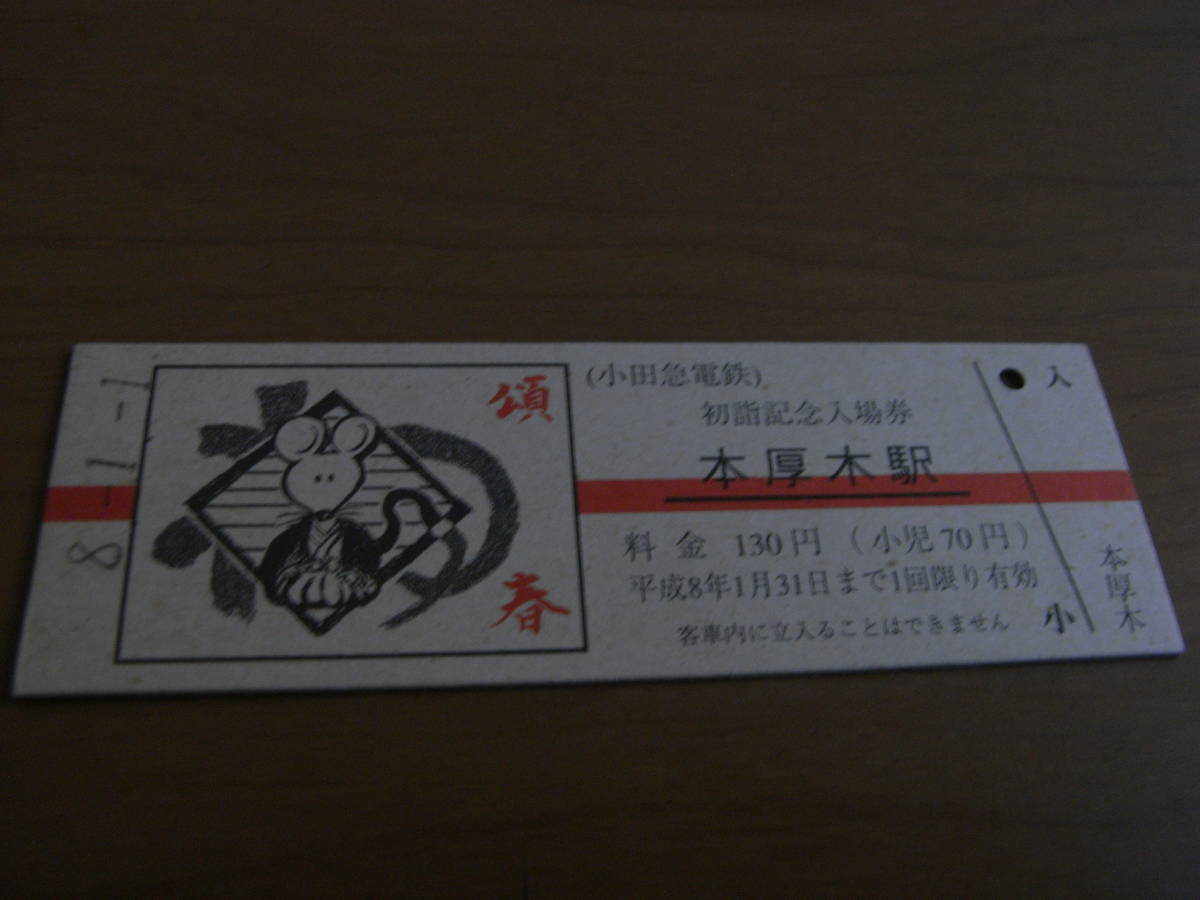 8-1-1
頌春
(小田急電鉄)
初詣記念入場券
本厚木駅
料金 130円 (小児70円)
平成8年1月31日まで1回限り有効
客車内に立入ることはできません
小
入
本厚木